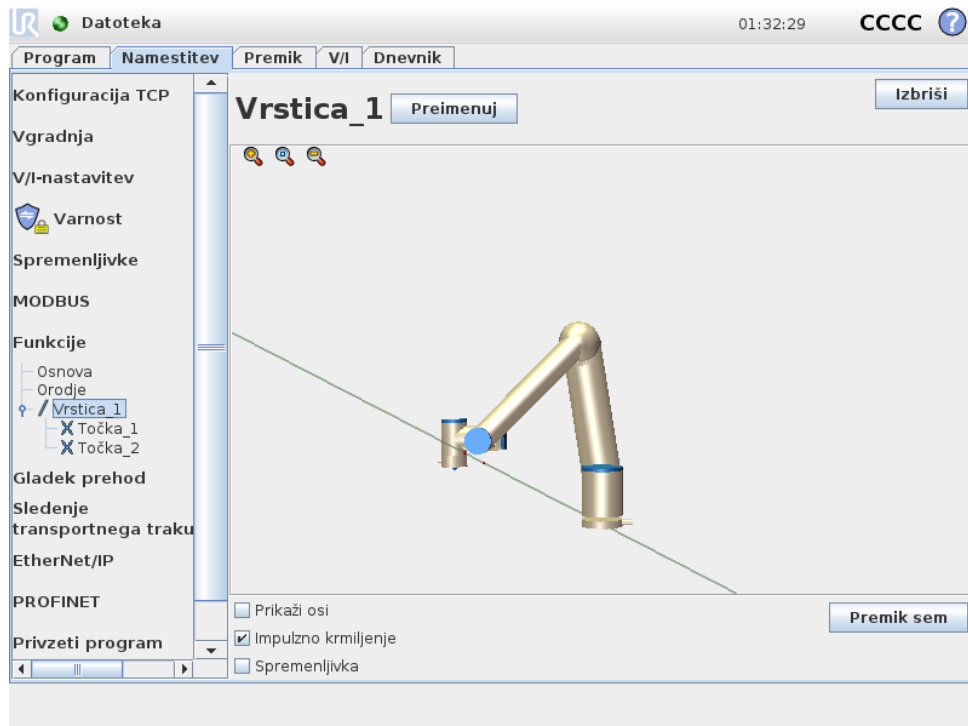 UR Datoteka 01:32:29 CCCC ?
Program Namestitev Premik V/I Dnevnik
Konfiguracija TCP
Vgradnja
V/I-nastavitev
Varnost
Spremenljivke
MODBUS
Funkcije
Osnova
Orodje
Vrstica_1
Točka_1
Točka_2
Gladek prehod
Sledenje
transportnega traku
EtherNet/IP
PROFINET
Privzeti program
Vrstica_1 Preimenuj Izbriši
Prikaži osi
Impulzno krmiljenje
Spremenljivka
Premik sem